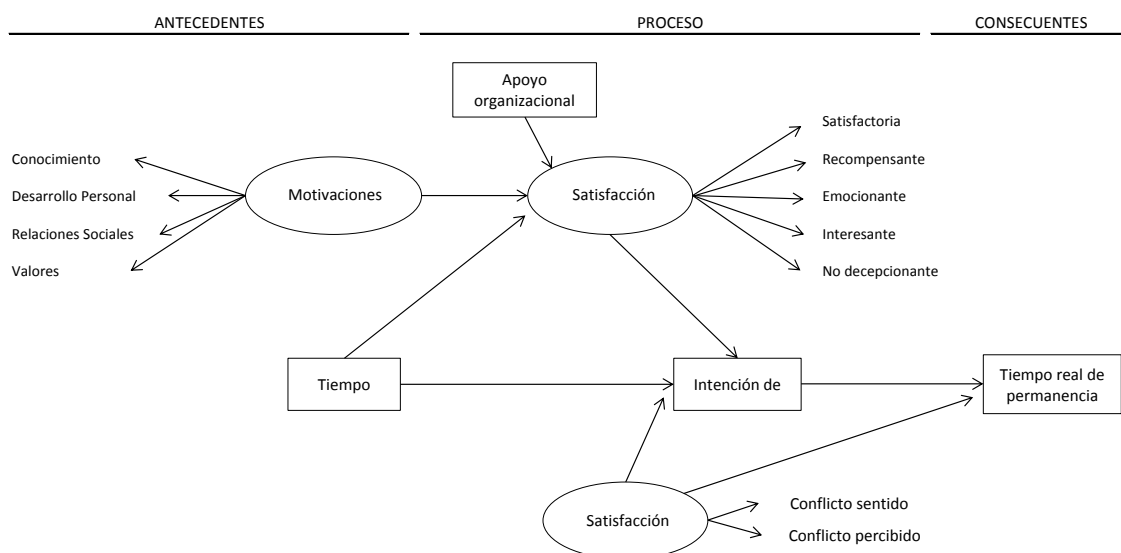 ANTECEDENTES
PROCESO
CONSECUENTES
Apoyo
organizacional
Satisfactoria
Conocimiento
Recompensante
Motivaciones
Satisfacción
Desarrollo Personal
Emocionante
Relaciones Sociales
Interesante
Valores
No decepcionante
Tiempo
Intención de
Tiempo real de
permanencia
Satisfacción
Conflicto sentido
Conflicto percibido